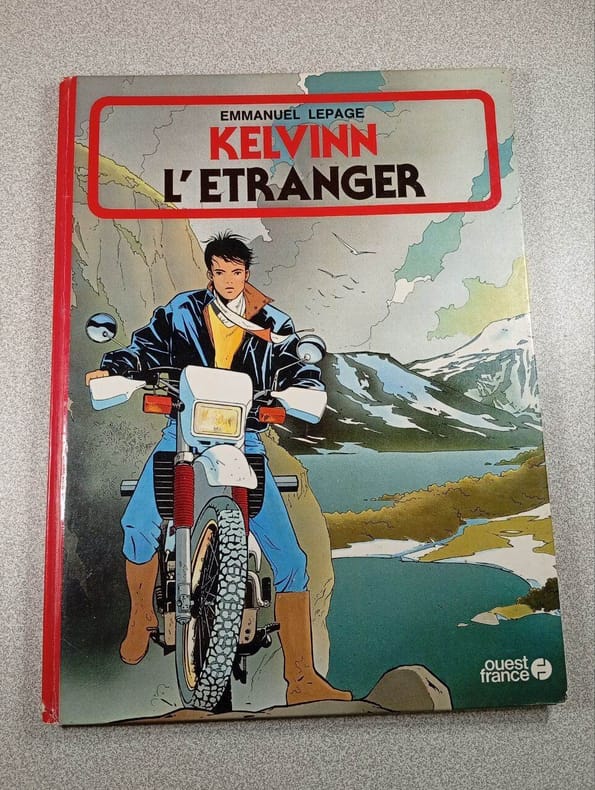 EMMANUEL LEPAGE
KELVINN
L'ETRANGER
ouest
france